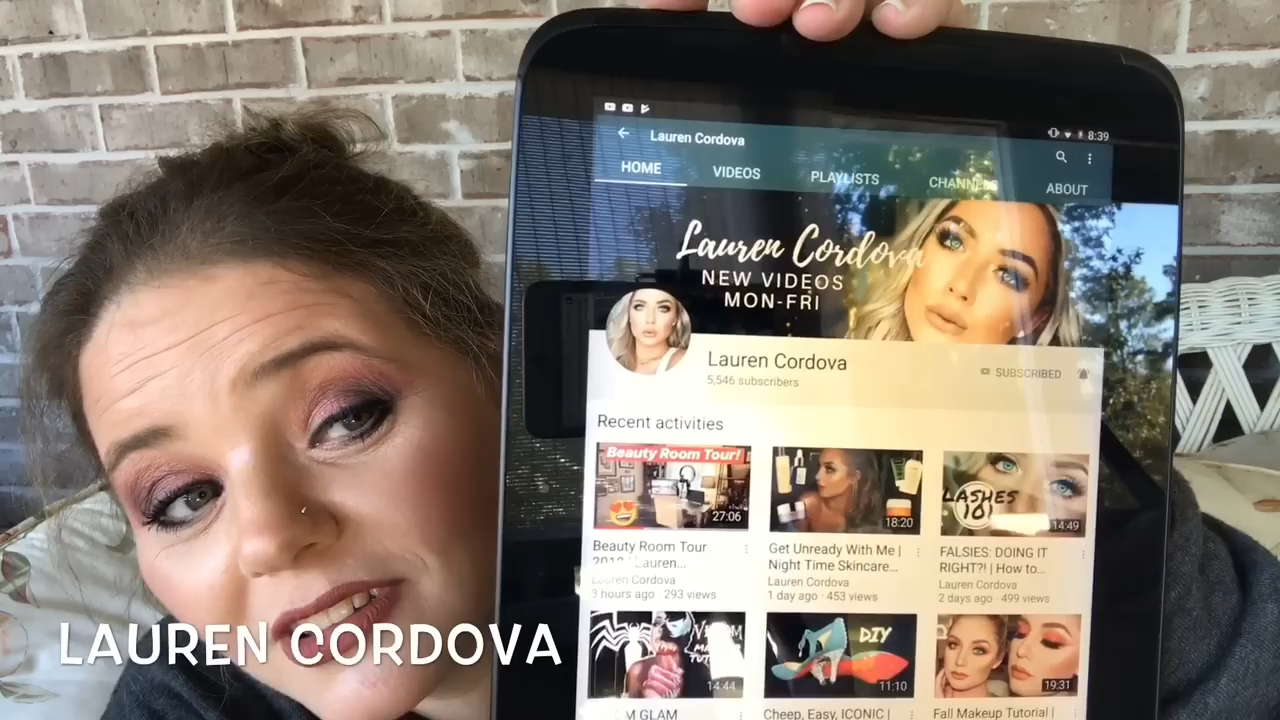 8:39
Lauren Cordova
HOME VIDEOS PLAYLISTS CHANNELS ABOUT
Lauren Cordova
NEW VIDEOS
MON-FRI
Lauren Cordova
5,546 subscribers
SUBSCRIBED
Recent activities
Beauty Room Tour!
27:06
18:20
LASHES
101
14:49
Beauty Room Tour
Lauren...
Lauren Cordova
3 hours ago · 293 views
Get Unready With Me |
Night Time Skincare...
Lauren Cordova
1 day ago · 453 views
FALSIES: DOING IT
RIGHT?! | How to...
Lauren Cordova
2 days ago · 499 views
14:44
DIY
11:10
19:31
GLAM
Cheap, Easy, ICONIC |
Fall Makeup Tutorial |
LAUREN CORDOVA